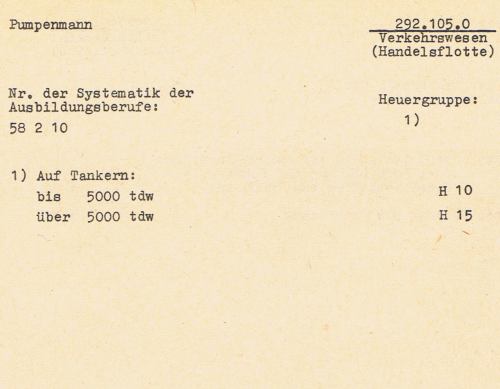 Pumpenmann
292.105.0
Verkehrswesen
(Handelsflotte)
Nr. der Systematik der
Ausbildungsberufe:
58 2 10
Heuergruppe:
1)
1) Auf Tankern:
bis 5000 tdw H 10
über 5000 tdw H 15